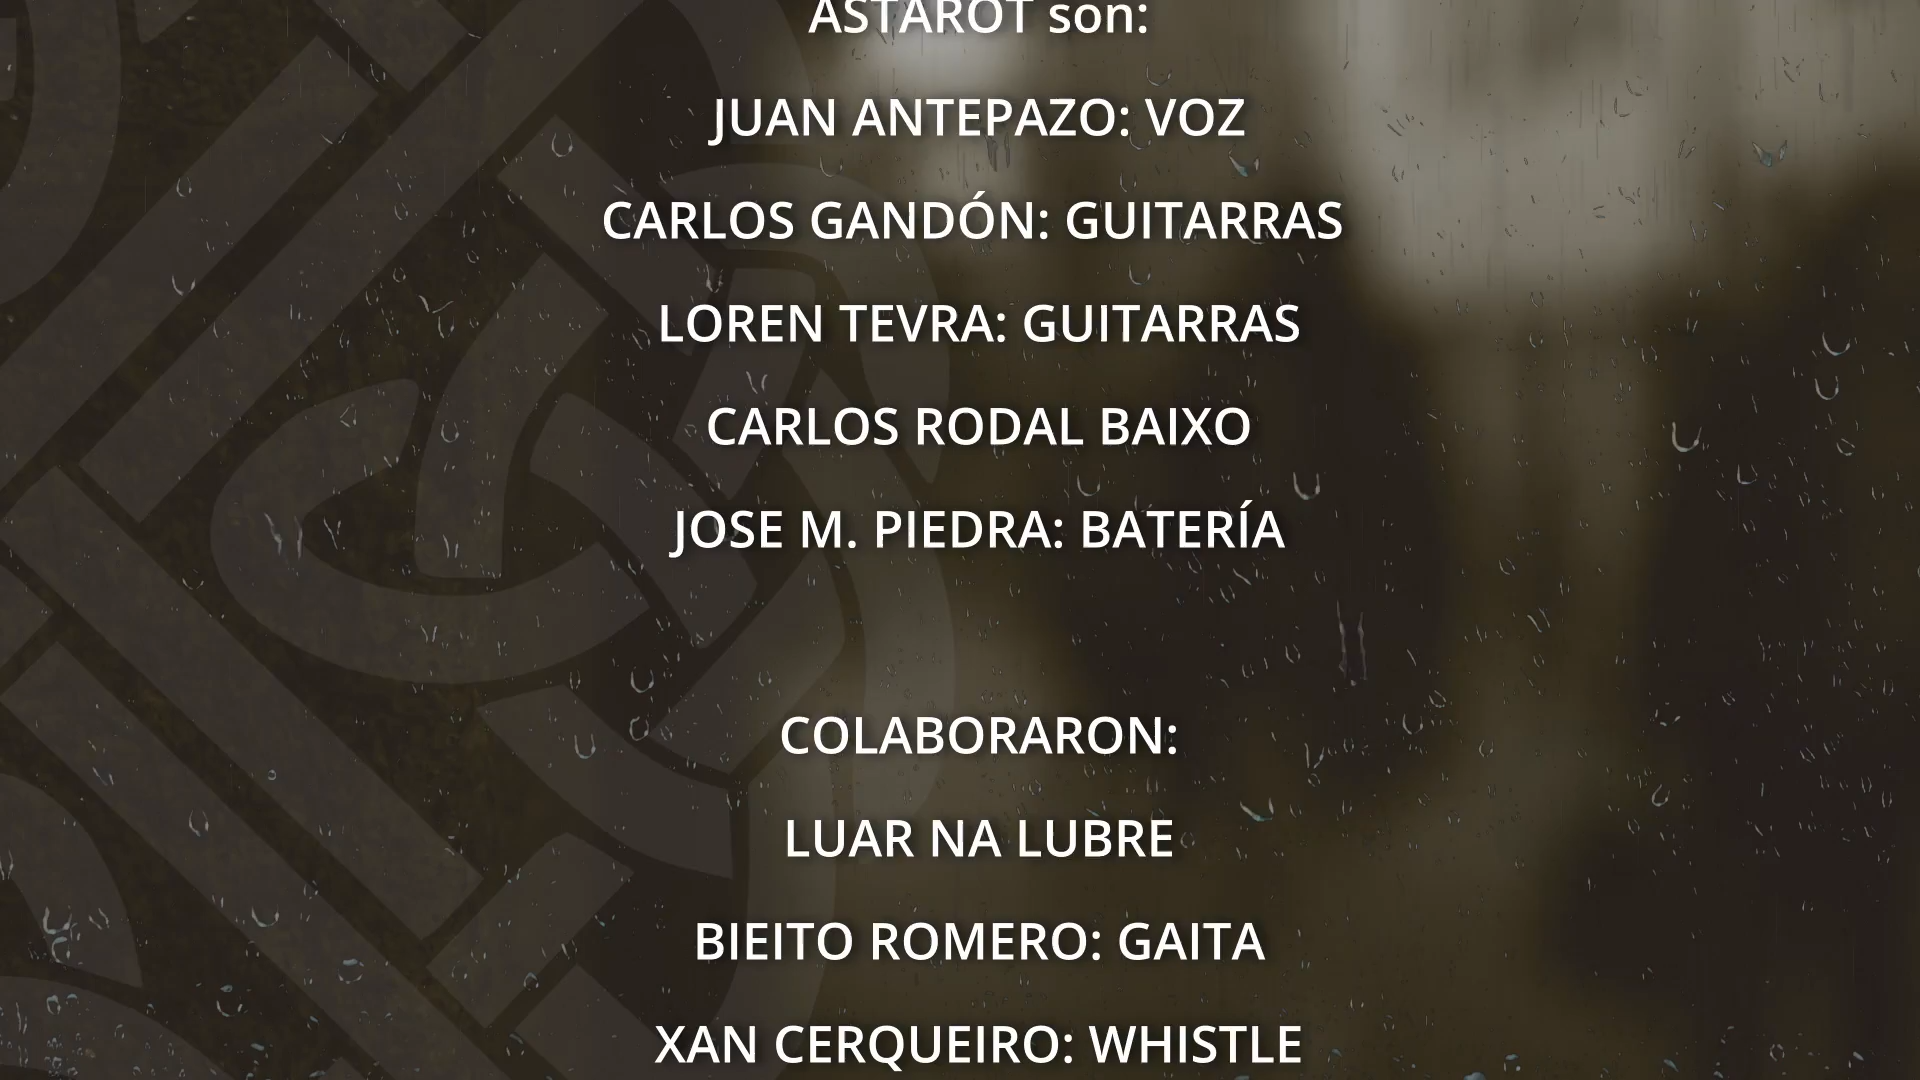 ASTAROT son:
JUAN ANTEPAZO: VOZ
CARLOS GANDÓN: GUITARRAS
LOREN TEVRA: GUITARRAS
CARLOS RODAL BAIXO
JOSE M. PIEDRA: BATERÍA
COLABORARON:
LUAR NA LUBRE
BIEITO ROMERO: GAITA
XAN CERQUEIRO: WHISTLE